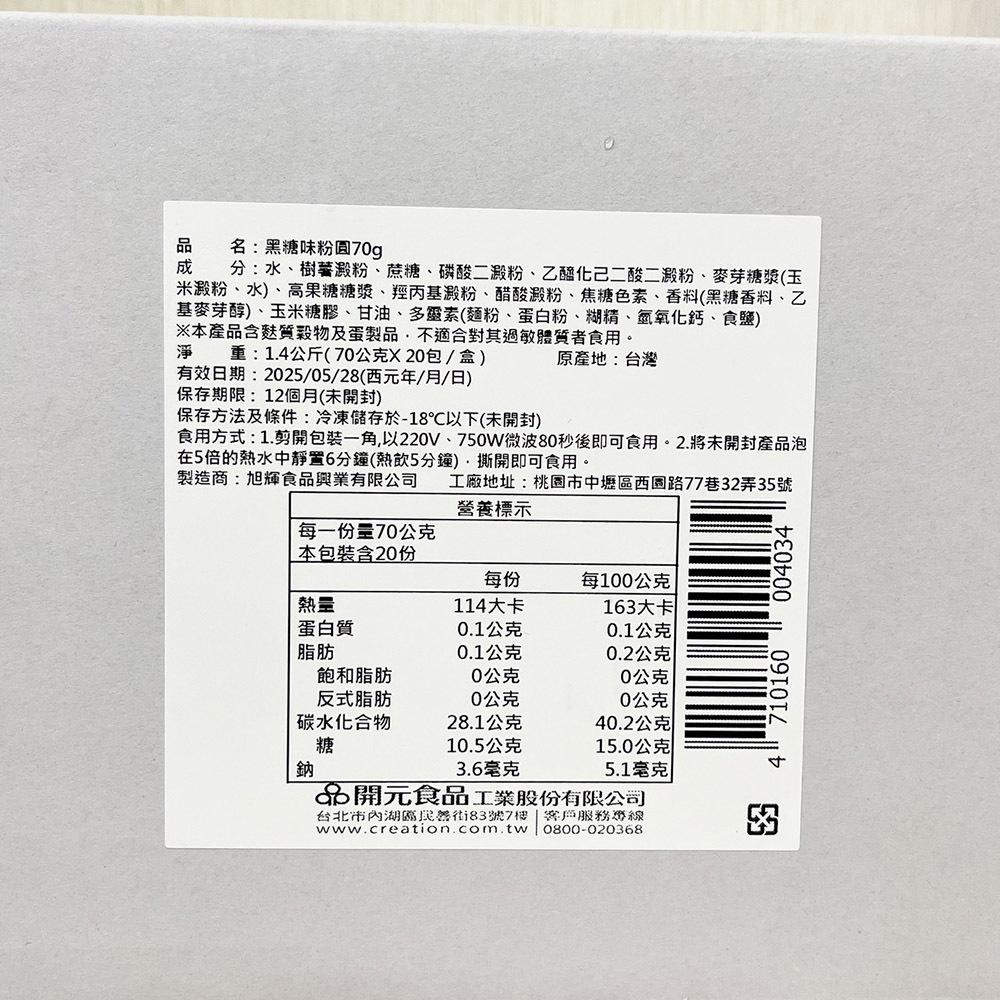 品　　名：黑糖味粉圓70g
成　　分：水、樹薯澱粉、蔗糖、磷酸二澱粉、乙醯化己二酸二澱粉、麥芽糖漿(玉
米澱粉、水)、高果糖糖漿、羥丙基澱粉、醋酸澱粉、焦糖色素、香料(黑糖香料、乙
基麥芽醇)、玉米糖膠、甘油、多靈素(麵粉、蛋白粉、糊精、氫氧化鈣、食鹽)
※本產品含麩質穀物及蛋製品，不適合對其過敏體質者食用。
淨　　重：1.4公斤(70公克X 20包/盒)　　原產地：台灣
有效日期：2025/05/28(西元年/月/日)
保存期限：12個月(未開封)
保存方法及條件：冷凍儲存於-18℃以下(未開封)
食用方式：1.剪開包裝一角,以220V、750W微波80秒後即可食用。2.將未開封產品泡
在5倍的熱水中靜置6分鐘(熱飲5分鐘)，撕開即可食用。
製造商：旭輝食品興業有限公司　工廠地址：桃園市中壢區西園路77巷32弄35號
營養標示
每一份量70公克
本包裝含20份
每份　每100公克
熱量　114大卡　163大卡
蛋白質　0.1公克　0.1公克
脂肪　0.1公克　0.2公克
飽和脂肪　0公克　0公克
反式脂肪　0公克　0公克
碳水化合物　28.1公克　40.2公克
糖　10.5公克　15.0公克
鈉　3.6毫克　5.1毫克
4 710160 004034
開元食品工業股份有限公司
台北市內湖區民善街83號7樓 | 客戶服務專線
www.creation.com.tw | 0800-020368